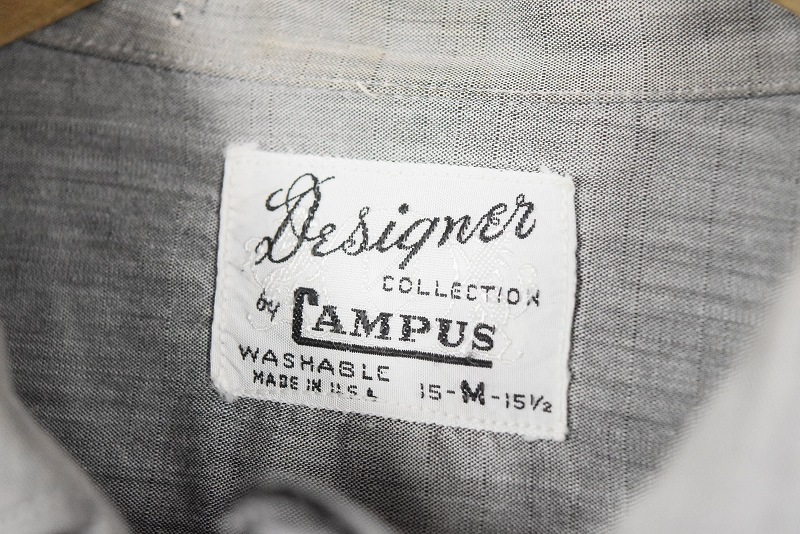 Designer
COLLECTION
by CAMPUS
WASHABLE
MADE IN U.S.A. 15-M-15½